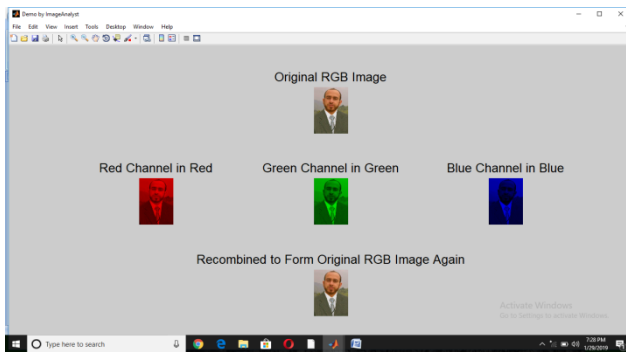 Demo by ImageAnalyst
File Edit View Insert Tools Desktop Window Help
Original RGB Image
Red Channel in Red Green Channel in Green Blue Channel in Blue
Recombined to Form Original RGB Image Again
Activate Windows
Go to Settings to activate Windows.
Type here to search
7:28 PM
1/29/2019